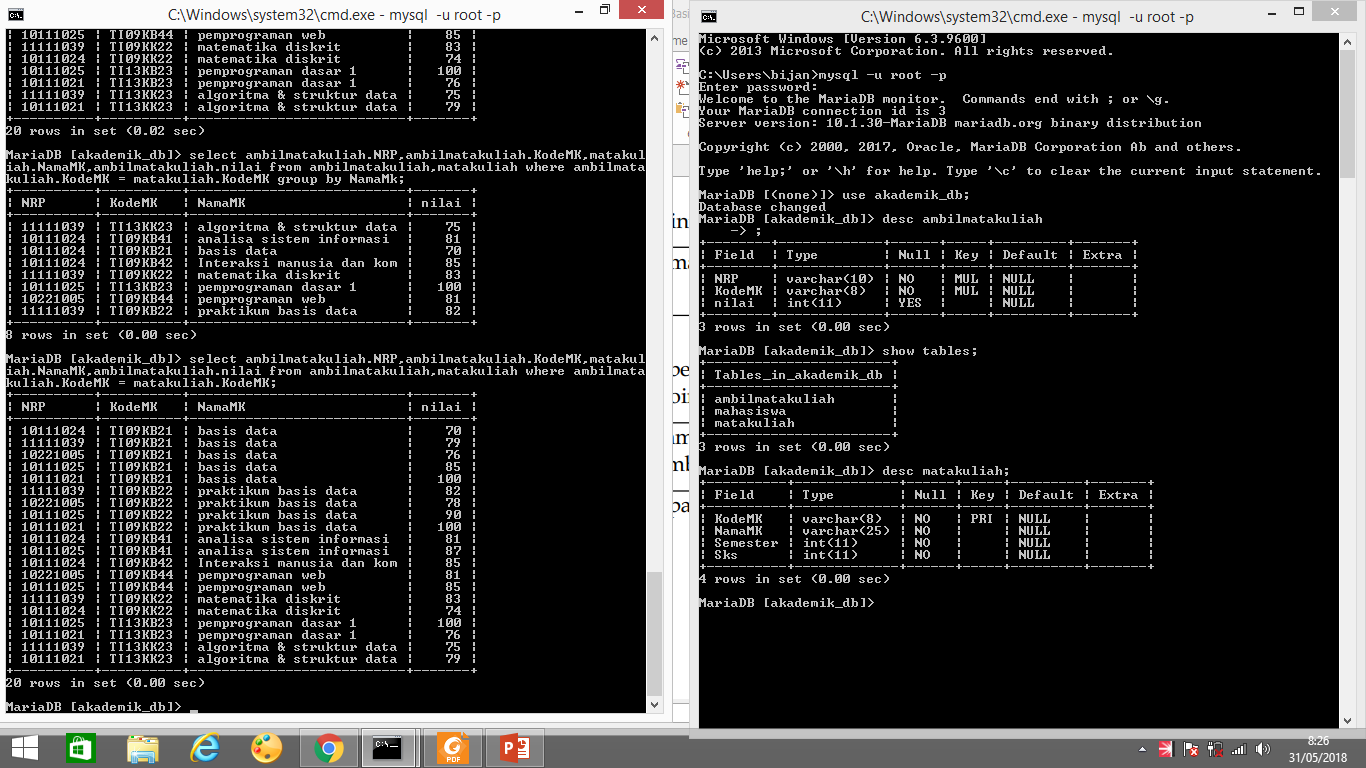 C:\Windows\system32\cmd.exe - mysql -u root -p
| 10111025 | TI09KB44 | pemprograman web | 85 |
| 11111039 | TI09KK22 | matematika diskrit | 83 |
| 10111024 | TI09KK22 | matematika diskrit | 74 |
| 10111025 | TI13KB23 | pemprograman dasar 1 | 100 |
| 10111021 | TI13KB23 | pemprograman dasar 1 | 76 |
| 11111039 | TI13KK23 | algoritma & struktur data | 75 |
| 10111021 | TI13KK23 | algoritma & struktur data | 79 |
20 rows in set (0.02 sec)
MariaDB [akademik_db]> select ambilmatakuliah.NRP,ambilmatakuliah.KodeMK,matakul
iah.NamaMK,ambilmatakuliah.nilai from ambilmatakuliah,matakuliah where ambilmata
kuliah.KodeMK = matakuliah.KodeMK group by NamaMk;
| NRP | KodeMK | NamaMK | nilai |
| 11111039 | TI13KK23 | algoritma & struktur data | 75 |
| 10111024 | TI09KB41 | analisa sistem informasi | 81 |
| 10111024 | TI09KB21 | basis data | 70 |
| 10111024 | TI09KB42 | Interaksi manusia dan kom | 85 |
| 11111039 | TI09KK22 | matematika diskrit | 83 |
| 10111025 | TI13KB23 | pemprograman dasar 1 | 100 |
| 10221005 | TI09KB44 | pemprograman web | 81 |
| 11111039 | TI09KB22 | praktikum basis data | 82 |
8 rows in set (0.00 sec)
MariaDB [akademik_db]> select ambilmatakuliah.NRP,ambilmatakuliah.KodeMK,matakul
iah.NamaMK,ambilmatakuliah.nilai from ambilmatakuliah,matakuliah where ambilmata
kuliah.KodeMK = matakuliah.KodeMK;
| NRP | KodeMK | NamaMK | nilai |
| 10111024 | TI09KB21 | basis data | 70 |
| 11111039 | TI09KB21 | basis data | 79 |
| 10221005 | TI09KB21 | basis data | 76 |
| 10111025 | TI09KB21 | basis data | 85 |
| 10111021 | TI09KB21 | basis data | 100 |
| 11111039 | TI09KB22 | praktikum basis data | 82 |
| 10221005 | TI09KB22 | praktikum basis data | 78 |
| 10111025 | TI09KB22 | praktikum basis data | 90 |
| 10111021 | TI09KB22 | praktikum basis data | 100 |
| 10111024 | TI09KB41 | analisa sistem informasi | 81 |
| 10111025 | TI09KB41 | analisa sistem informasi | 87 |
| 10111024 | TI09KB42 | Interaksi manusia dan kom | 85 |
| 10221005 | TI09KB44 | pemprograman web | 81 |
| 10111025 | TI09KB44 | pemprograman web | 85 |
| 11111039 | TI09KK22 | matematika diskrit | 83 |
| 10111024 | TI09KK22 | matematika diskrit | 74 |
| 10111025 | TI13KB23 | pemprograman dasar 1 | 100 |
| 10111021 | TI13KB23 | pemprograman dasar 1 | 76 |
| 11111039 | TI13KK23 | algoritma & struktur data | 75 |
| 10111021 | TI13KK23 | algoritma & struktur data | 79 |
20 rows in set (0.00 sec)
MariaDB [akademik_db]> _
C:\Windows\system32\cmd.exe - mysql -u root -p
Microsoft Windows [Version 6.3.9600]
(c) 2013 Microsoft Corporation. All rights reserved.
C:\Users\bijan>mysql -u root -p
Enter password:
Welcome to the MariaDB monitor. Commands end with ; or \g.
Your MariaDB connection id is 3
Server version: 10.1.30-MariaDB mariadb.org binary distribution
Copyright (c) 2000, 2017, Oracle, MariaDB Corporation Ab and others.
Type 'help;' or '\h' for help. Type '\c' to clear the current input statement.
MariaDB [(none)]> use akademik_db;
Database changed
MariaDB [akademik_db]> desc ambilmatakuliah
-> ;
| Field | Type | Null | Key | Default | Extra |
| NRP | varchar(10) | NO | MUL | NULL | |
| KodeMK | varchar(8) | NO | MUL | NULL | |
| nilai | int(11) | YES | | NULL | |
3 rows in set (0.00 sec)
MariaDB [akademik_db]> show tables;
| Tables_in_akademik_db |
| ambilmatakuliah |
| mahasiswa |
| matakuliah |
3 rows in set (0.00 sec)
MariaDB [akademik_db]> desc matakuliah;
| Field | Type | Null | Key | Default | Extra |
| KodeMK | varchar(8) | NO | PRI | NULL | |
| NamaMK | varchar(25) | NO | | NULL | |
| Semester | int(11) | NO | | NULL | |
| Sks | int(11) | NO | | NULL | |
4 rows in set (0.00 sec)
MariaDB [akademik_db]>
PDF
8:26
31/05/2018